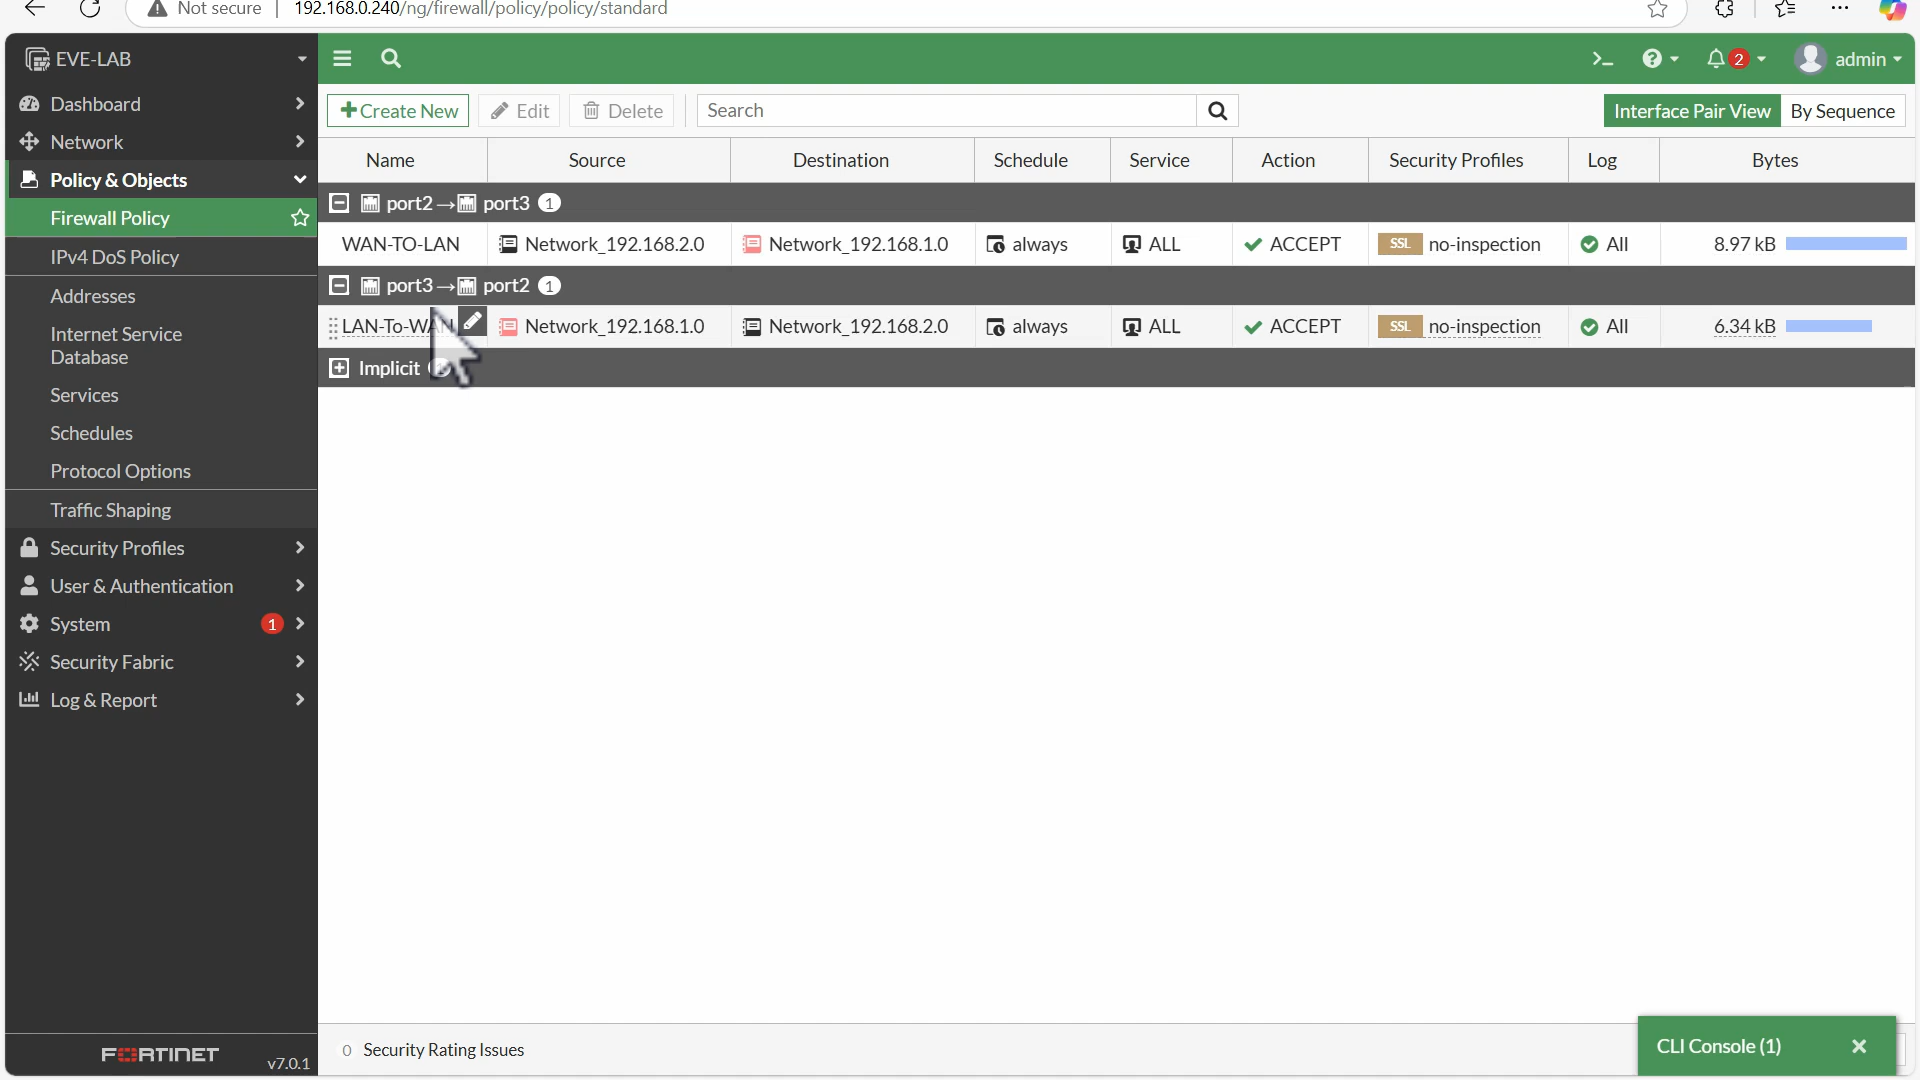 Not secure 192.168.0.240/ng/firewall/policy/policy/standard
EVE-LAB
2 admin
Dashboard
Network
Policy & Objects
Firewall Policy
IPv4 DoS Policy
Addresses
Internet Service
Database
Services
Schedules
Protocol Options
Traffic Shaping
Security Profiles
User & Authentication
System 1
Security Fabric
Log & Report
FORTINET v7.0.1
Create New Edit Delete Search Interface Pair View By Sequence
Name Source Destination Schedule Service Action Security Profiles Log Bytes
port2 → port3 1
WAN-TO-LAN Network_192.168.2.0 Network_192.168.1.0 always ALL ACCEPT SSL no-inspection All 8.97 kB
port3 → port2 1
LAN-To-WAN Network_192.168.1.0 Network_192.168.2.0 always ALL ACCEPT SSL no-inspection All 6.34 kB
Implicit
0 Security Rating Issues
CLI Console (1)